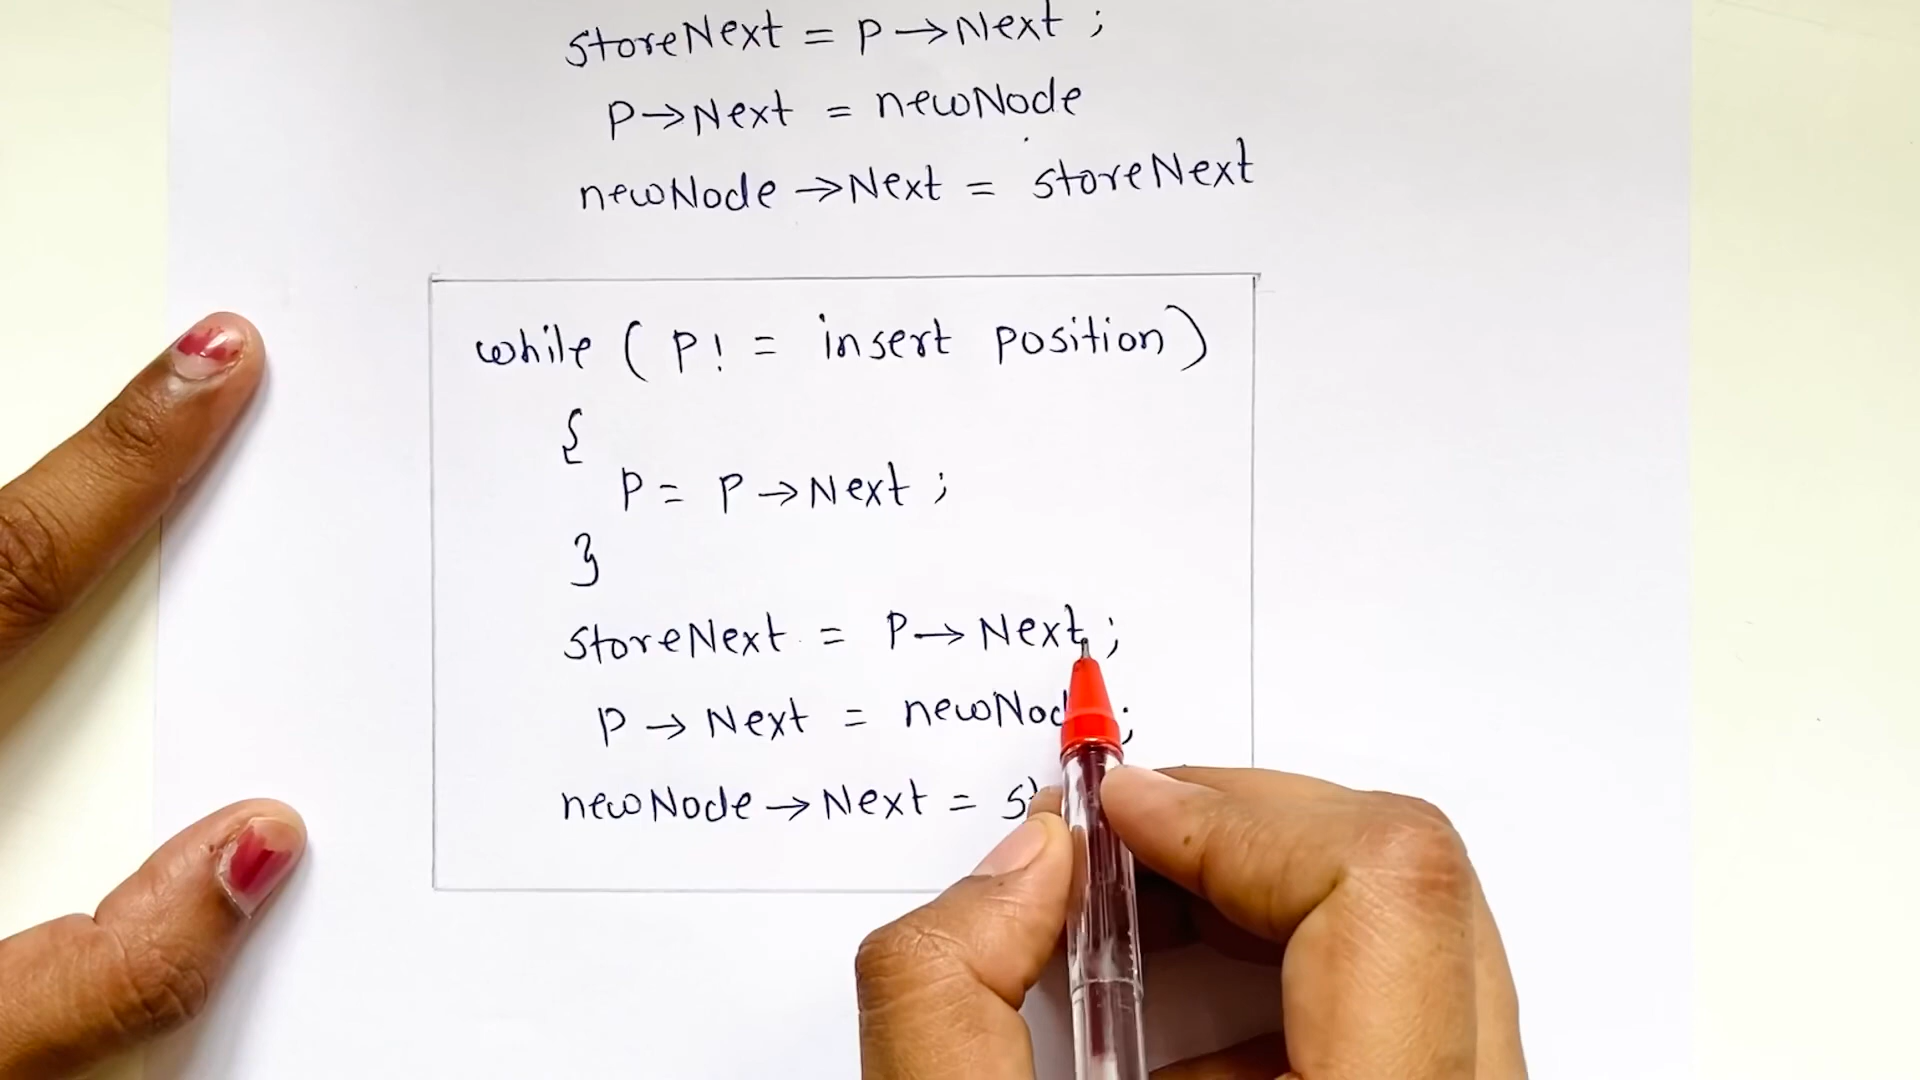 storeNext = P→Next ;
P→Next = newNode
newNode →Next = storeNext
while ( P! = insert position)
{
P = P→Next ;
}
storeNext = P→Next ;
P → Next = newNod ;
newNode → Next =